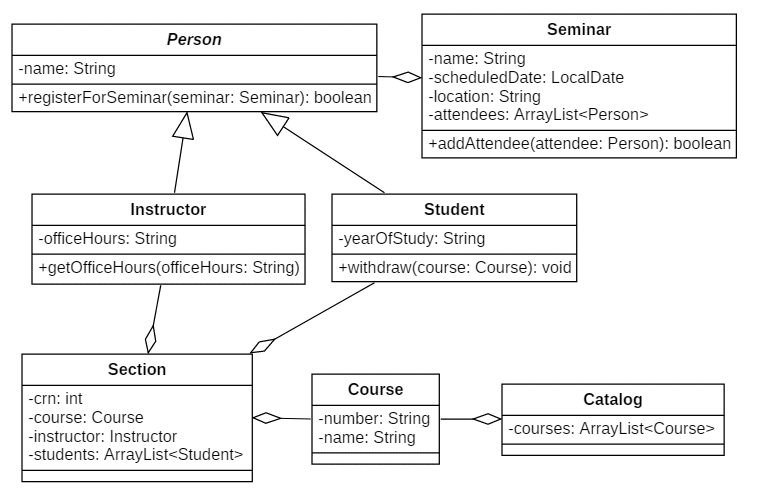 Person
-name: String
+registerForSeminar(seminar: Seminar): boolean
Seminar
-name: String
-scheduledDate: LocalDate
-location: String
-attendees: ArrayList<Person>
+addAttendee(attendee: Person): boolean
Instructor
-officeHours: String
+getOfficeHours(officeHours: String)
Student
-yearOfStudy: String
+withdraw(course: Course): void
Section
-crn: int
-course: Course
-instructor: Instructor
-students: ArrayList<Student>
Course
-number: String
-name: String
Catalog
-courses: ArrayList<Course>